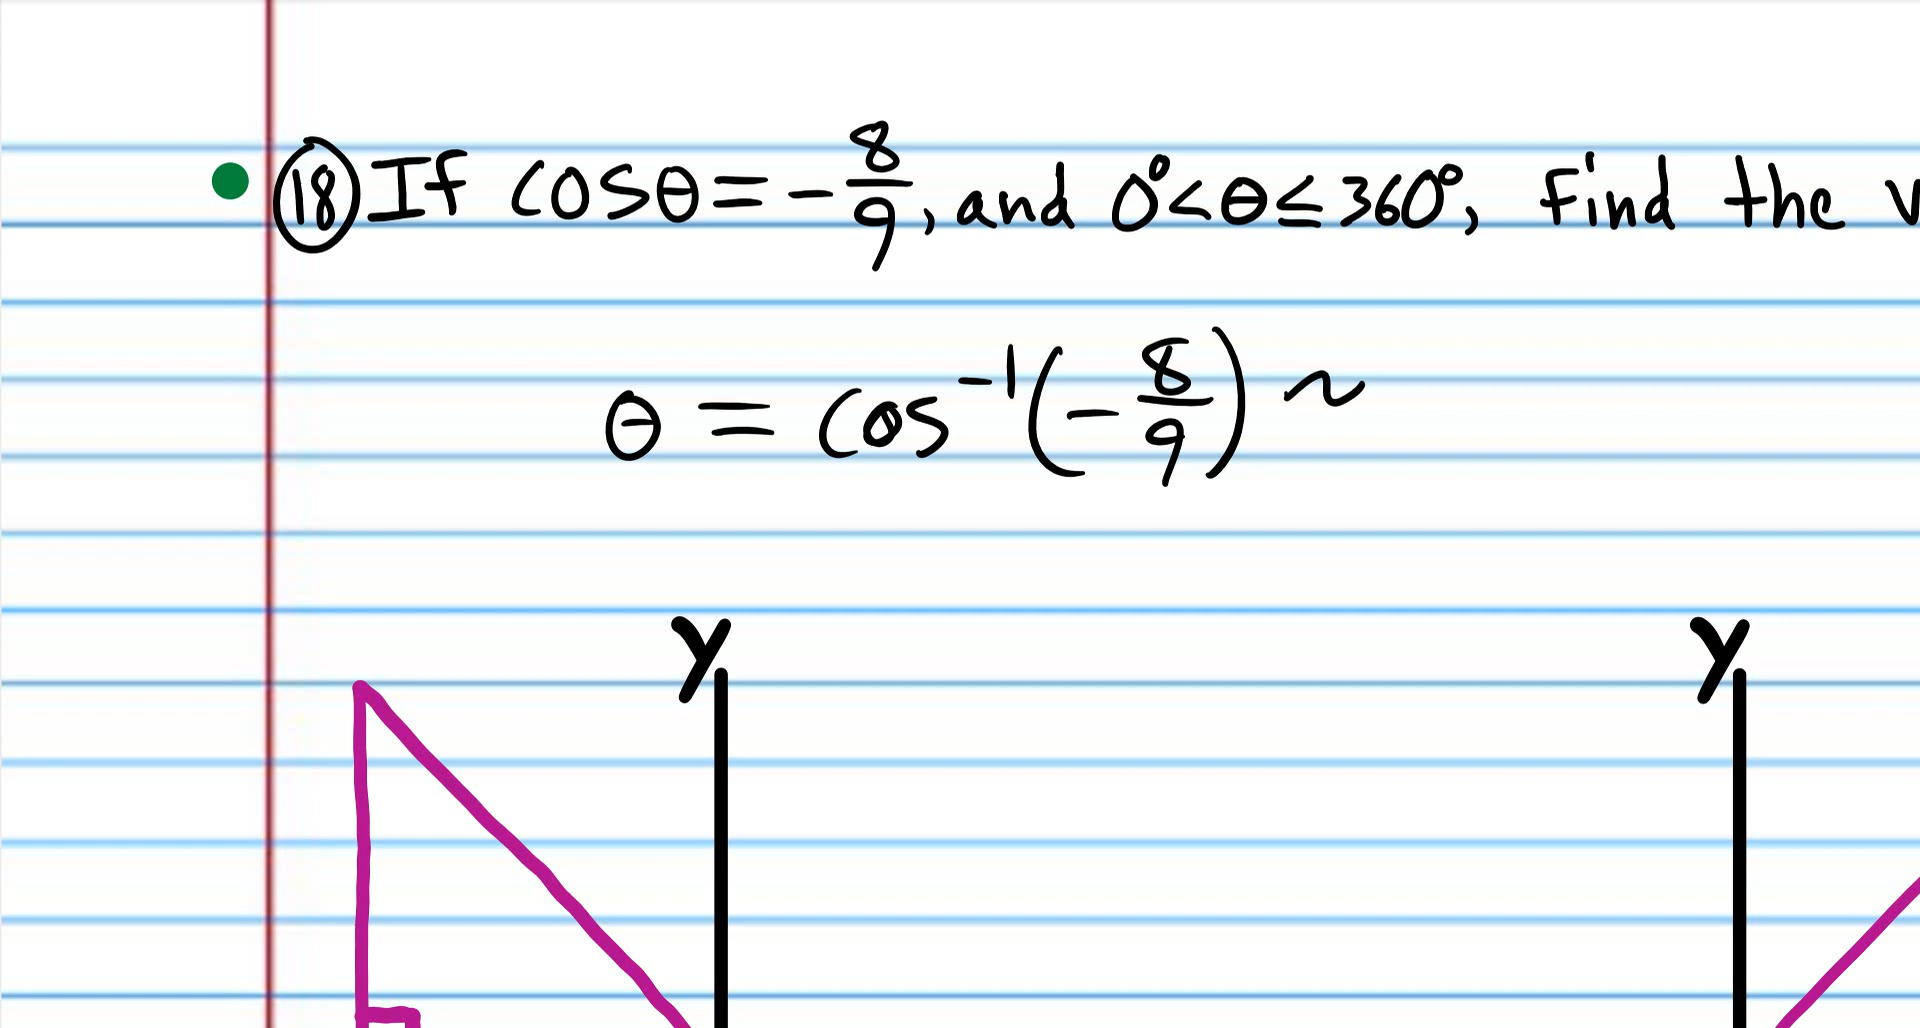 ⑱ If cosθ = -8/9, and 0°<θ≤360°, Find the
θ = cos⁻¹(-8/9) ~
y y